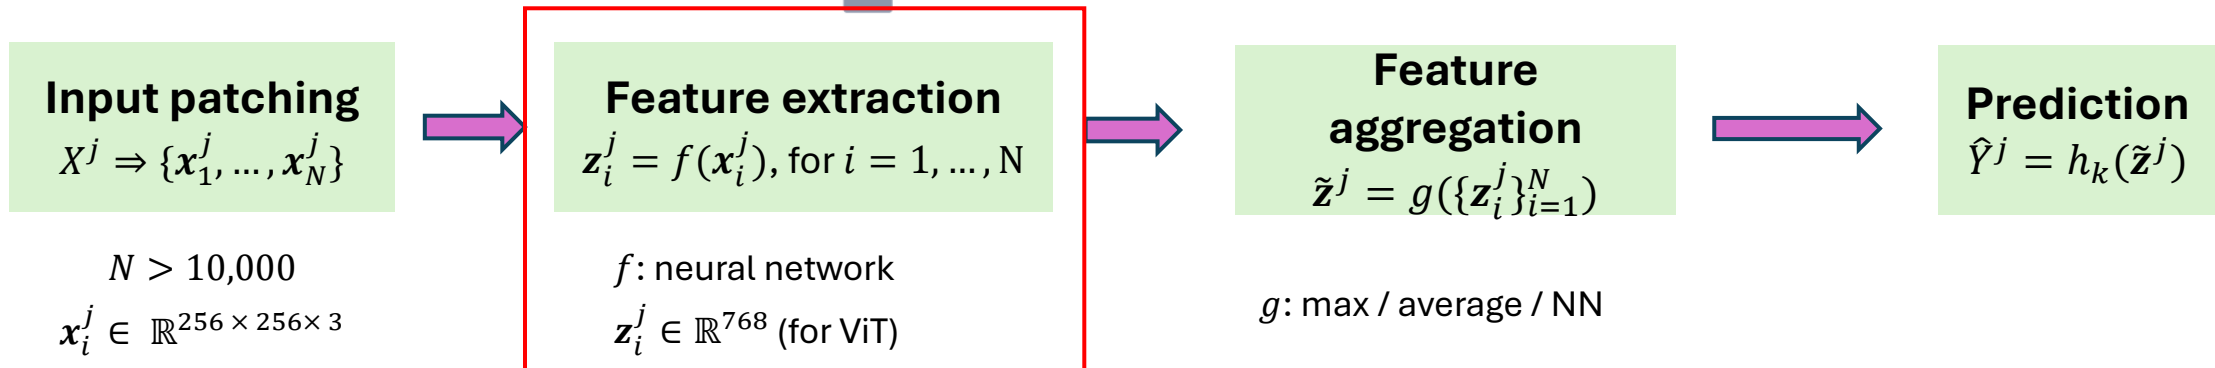 Input patching
X^j ⇒ {x_1^j, …, x_N^j}
N > 10,000
x_i^j ∈ ℝ^{256 × 256× 3}
Feature extraction
z_i^j = f(x_i^j), for i = 1, …, N
f: neural network
z_i^j ∈ ℝ^{768} (for ViT)
Feature
aggregation
z̃^j = g({z_i^j}_{i=1}^N)
g: max / average / NN
Prediction
Ŷ^j = h_k(z̃^j)